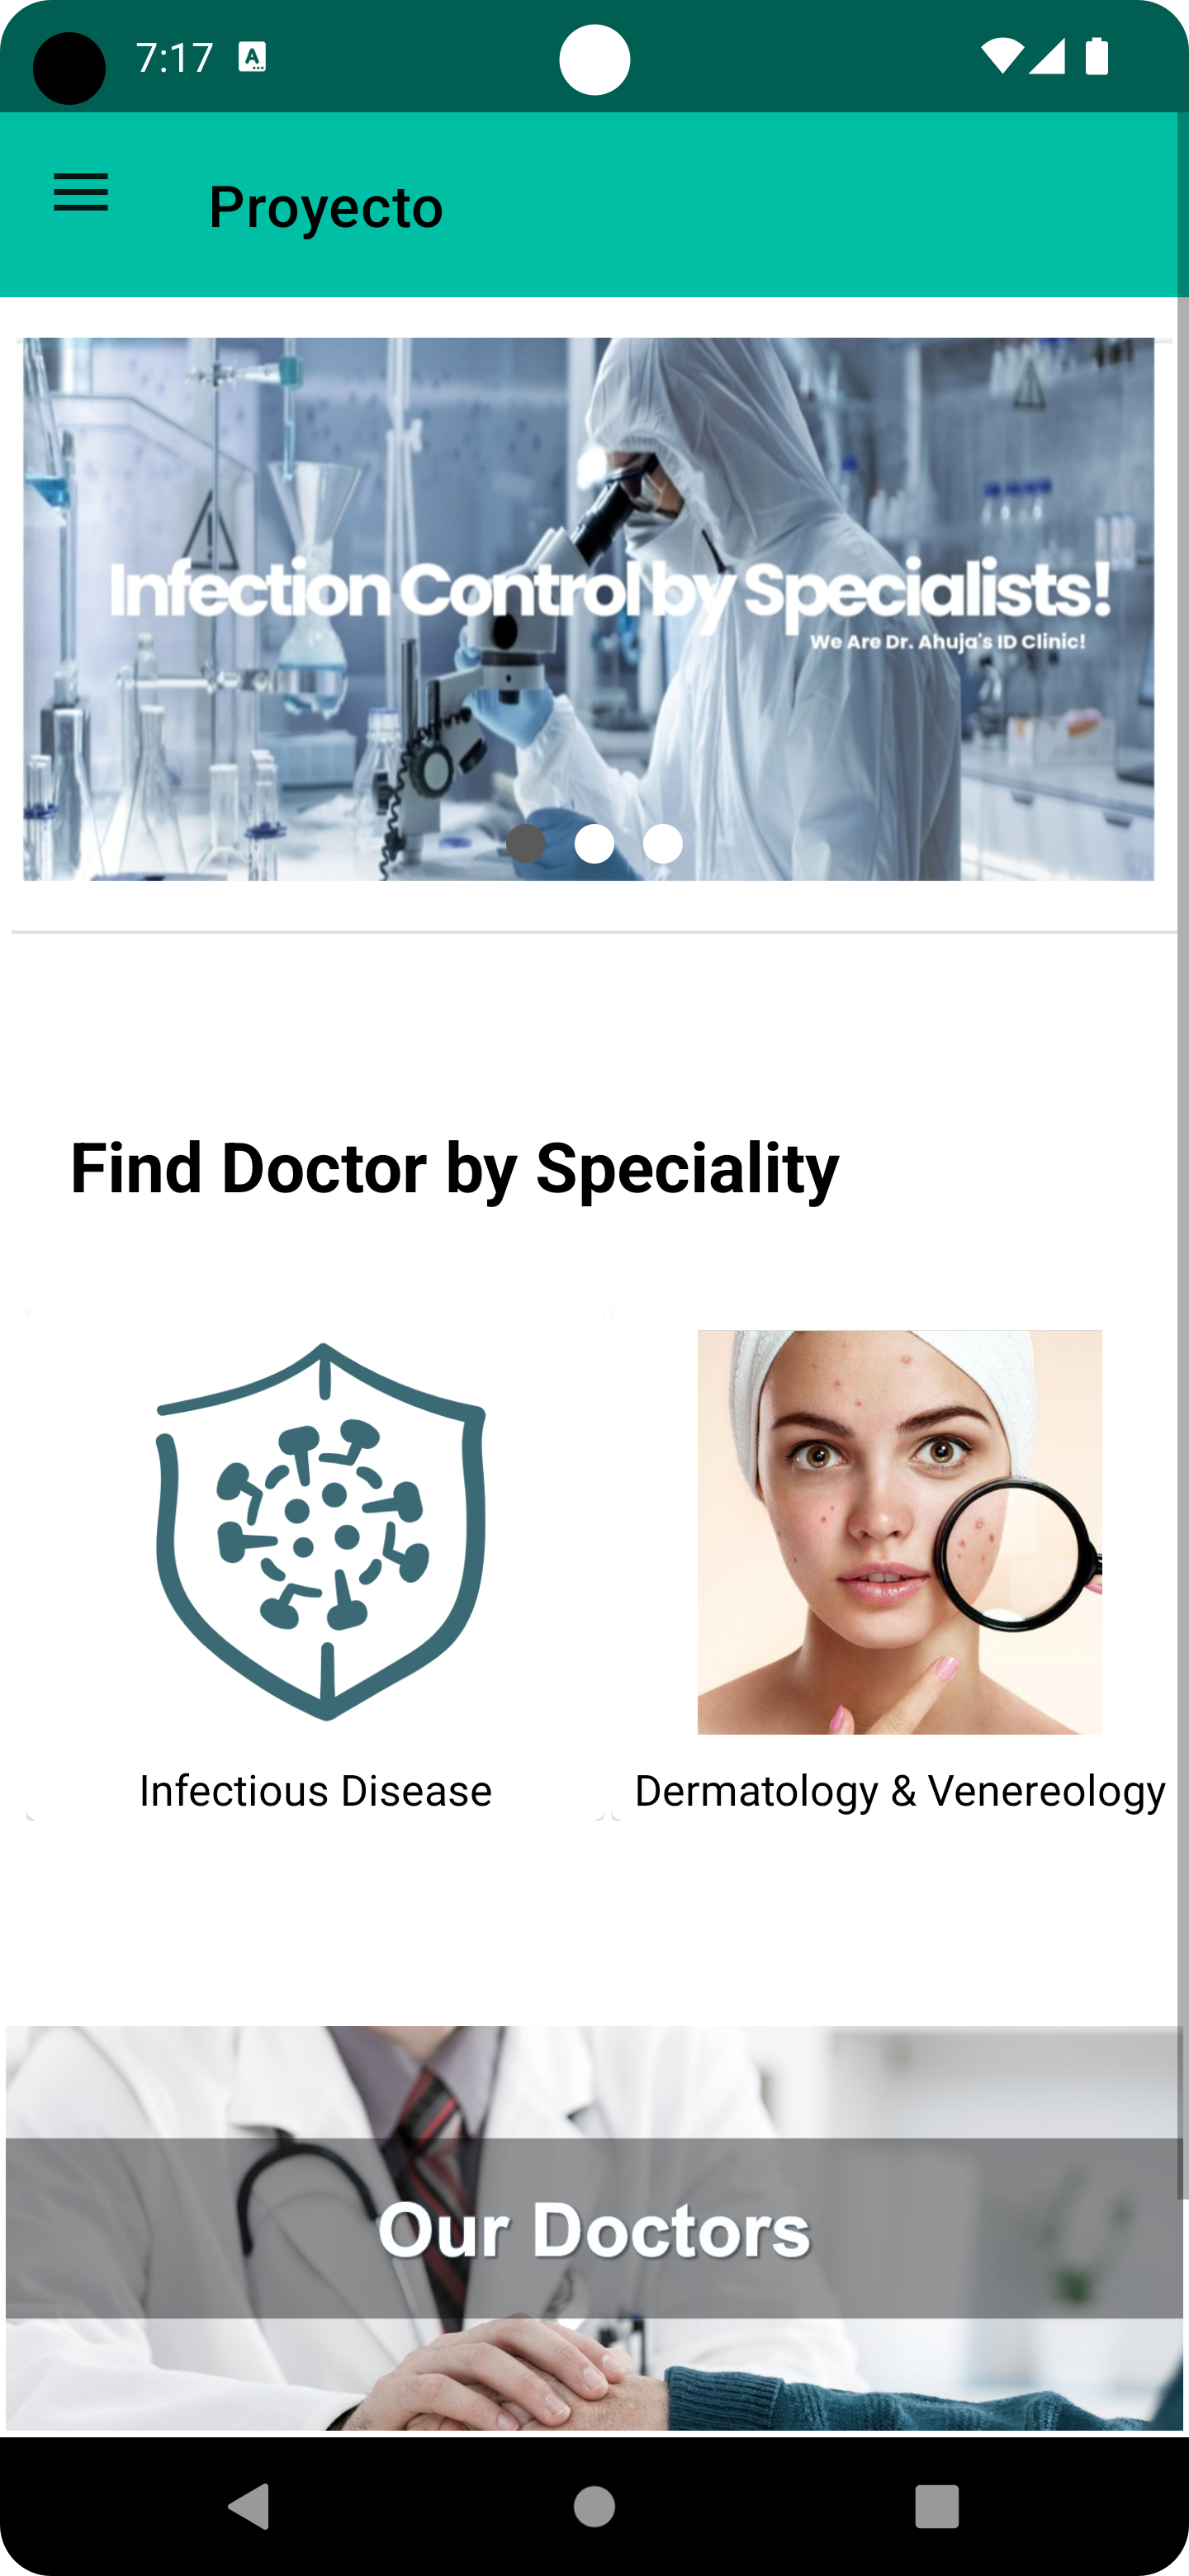 7:17 A
Proyecto
Infection Control by Specialists!
We Are Dr. Ahuja's ID Clinic!
Find Doctor by Speciality
Infectious Disease
Dermatology & Venereology
Our Doctors